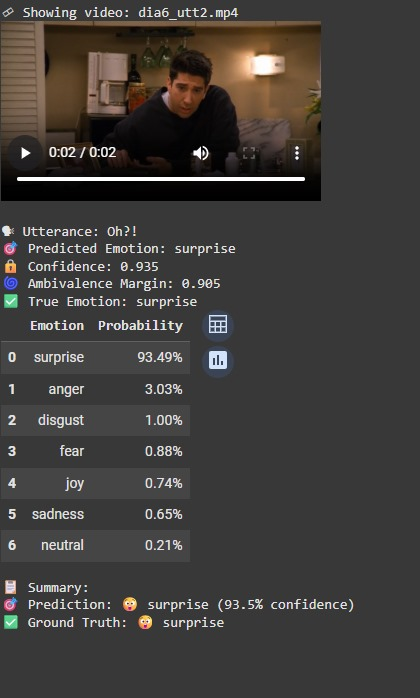 Showing video: dia6_utt2.mp4
0:02 / 0:02
Utterance: Oh?!
Predicted Emotion: surprise
Confidence: 0.935
Ambivalence Margin: 0.905
True Emotion: surprise
Emotion Probability
0 surprise 93.49%
1 anger 3.03%
2 disgust 1.00%
3 fear 0.88%
4 joy 0.74%
5 sadness 0.65%
6 neutral 0.21%
Summary:
Prediction: 😲 surprise (93.5% confidence)
Ground Truth: 😲 surprise